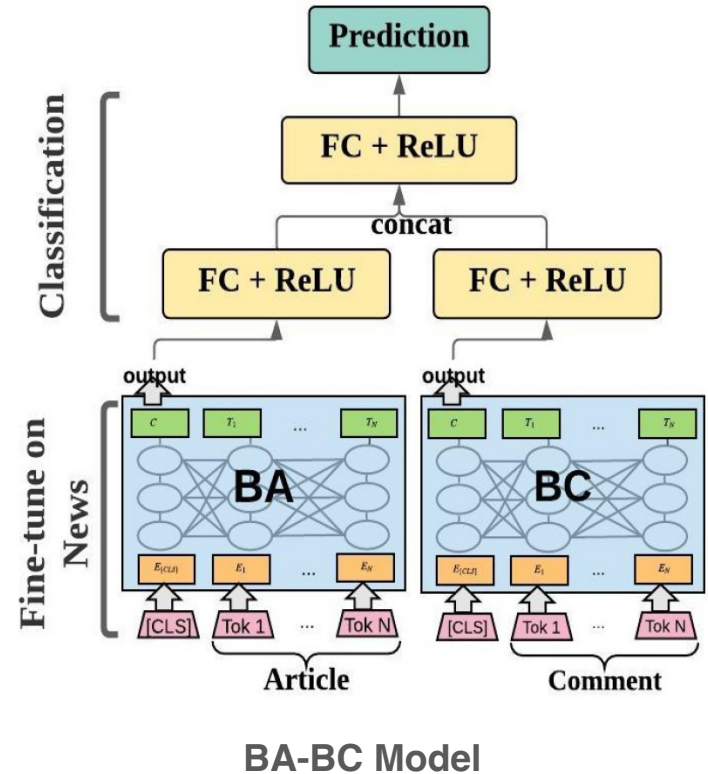 Prediction
Classification
FC + ReLU
concat
FC + ReLU
FC + ReLU
output
output
Fine-tune on
News
C
T1
...
TN
C
T1
...
TN
BA
BC
E[CLS]
E1
...
EN
E[CLS]
E1
...
EN
[CLS]
Tok 1
...
Tok N
[CLS]
Tok 1
...
Tok N
Article
Comment
BA-BC Model